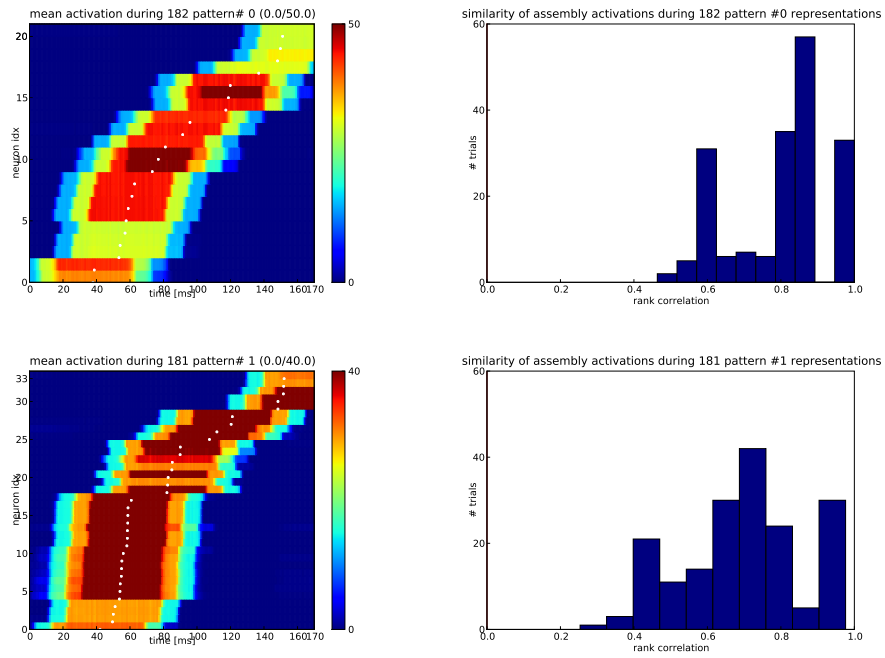 mean activation during 182 pattern# 0 (0.0/50.0)
similarity of assembly activations during 182 pattern #0 representations
20
15
10
5
0
neuron idx
0 20 40 60 80 100 120 140 160 170
time [ms]
50
0
60
40
20
0
# trials
0.0 0.2 0.4 0.6 0.8 1.0
rank correlation
mean activation during 181 pattern# 1 (0.0/40.0)
similarity of assembly activations during 181 pattern #1 representations
33
30
25
20
15
10
5
0
neuron idx
0 20 40 60 80 100 120 140 160 170
time [ms]
40
0
60
40
20
0
# trials
0.0 0.2 0.4 0.6 0.8 1.0
rank correlation